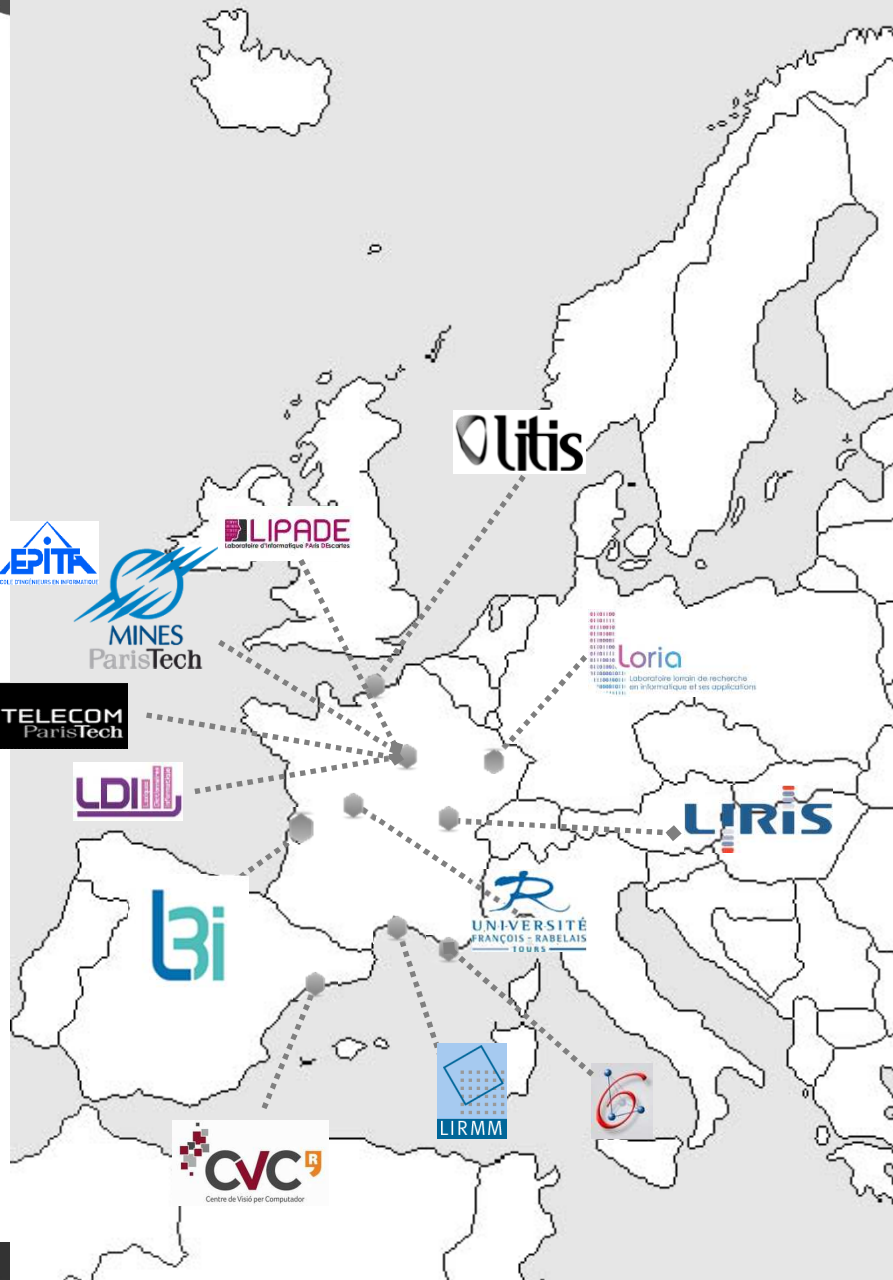 litis
LIPADE
Laboratoire d'Informatique PAris DEscartes
EPITA
ÉCOLE D'INGÉNIEURS EN INFORMATIQUE
MINES
ParisTech
Loria
Laboratoire lorrain de recherche
en informatique et ses applications
TELECOM
ParisTech
LDI
LIRIS
L3i
UNIVERSITÉ
FRANÇOIS - RABELAIS
TOURS
6
LIRMM
CVC
R
Centre de Visió per Computador